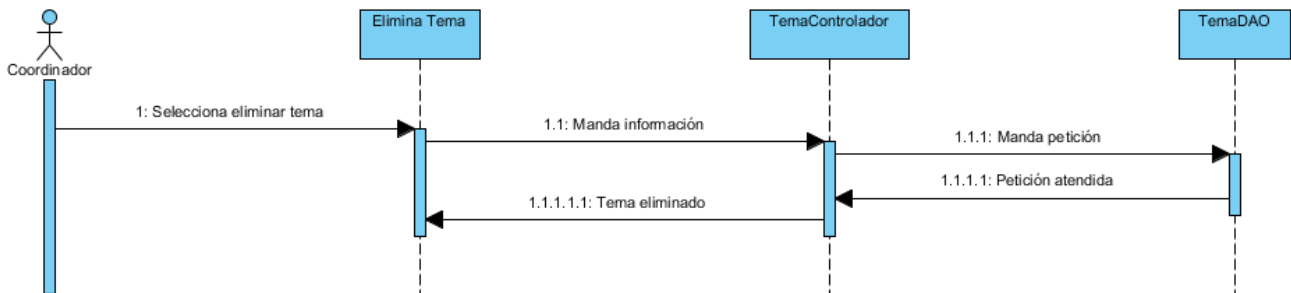 Elimina Tema
TemaControlador
TemaDAO
Coordinador
1: Selecciona eliminar tema
1.1: Manda información
1.1.1: Manda petición
1.1.1.1: Petición atendida
1.1.1.1.1: Tema eliminado